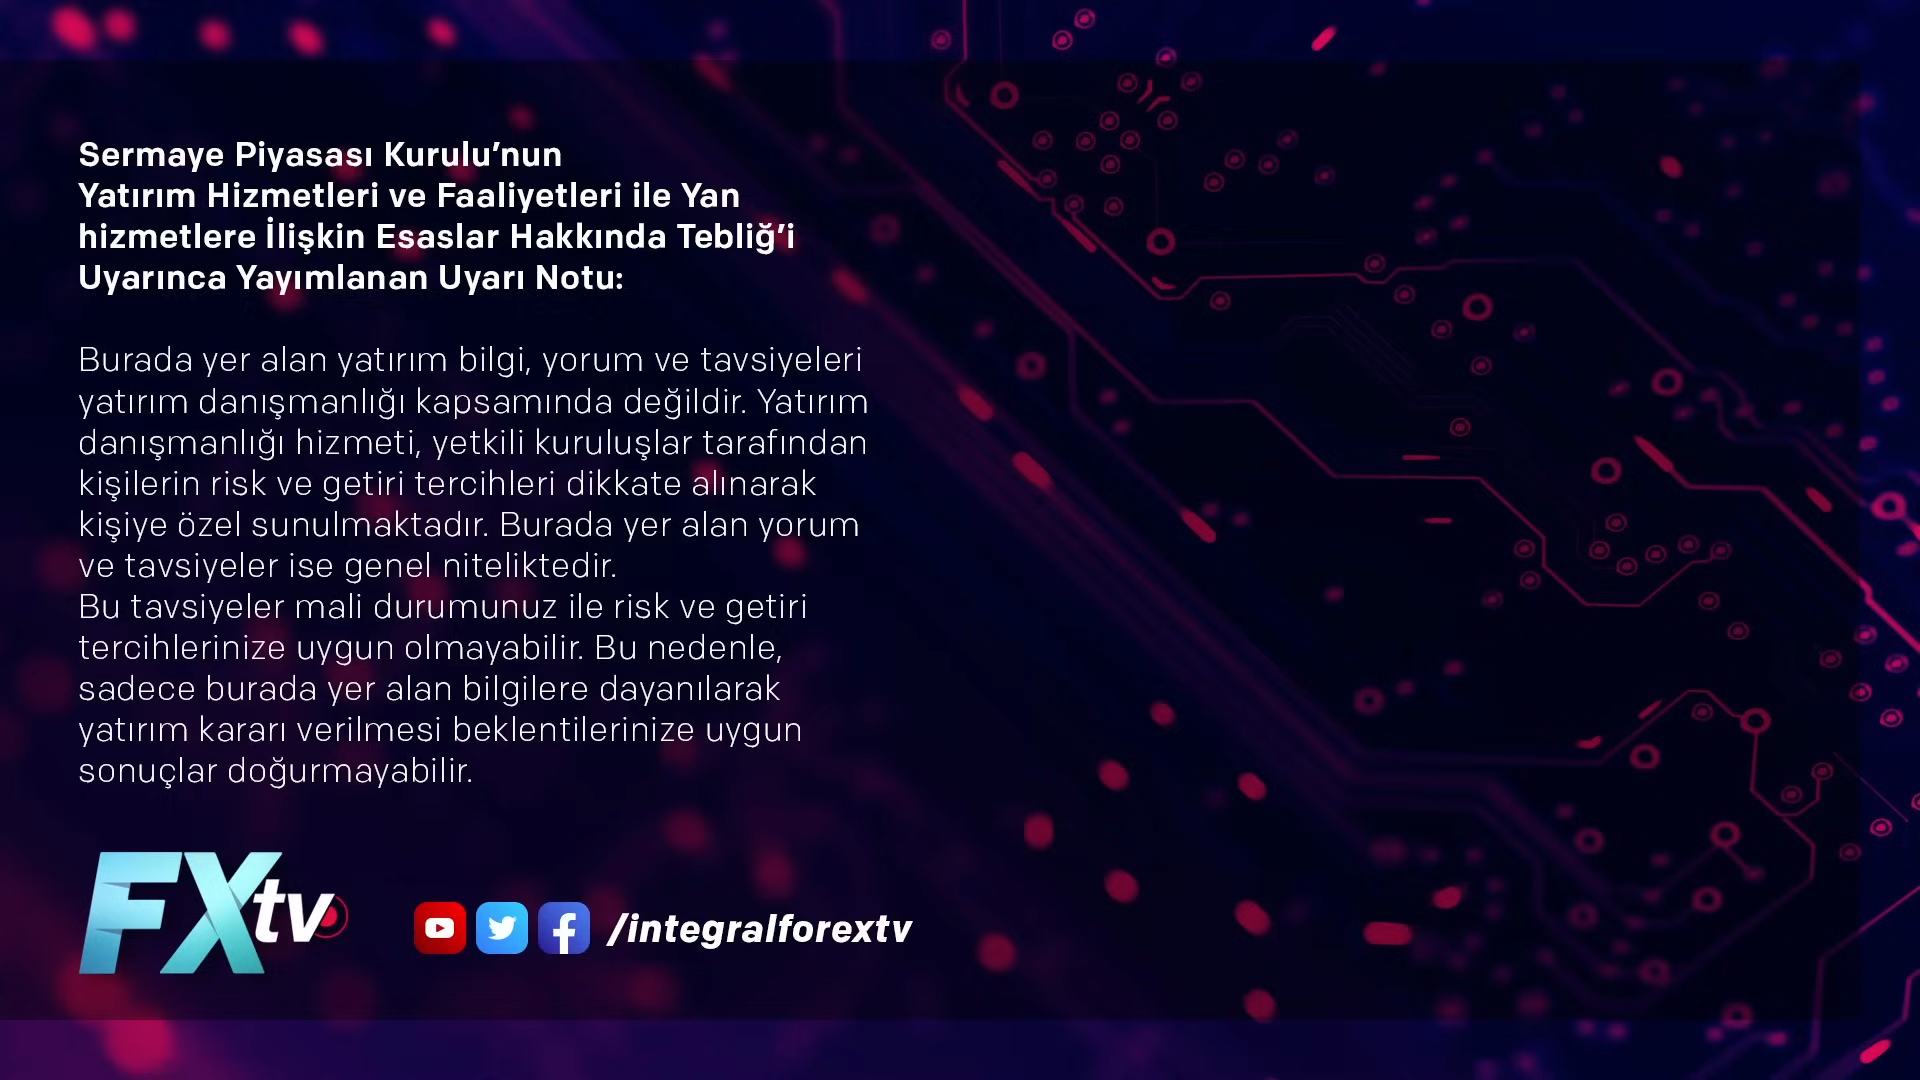 Sermaye Piyasası Kurulu’nun
Yatırım Hizmetleri ve Faaliyetleri ile Yan
hizmetlere İlişkin Esaslar Hakkında Tebliğ’i
Uyarınca Yayımlanan Uyarı Notu:
Burada yer alan yatırım bilgi, yorum ve tavsiyeleri
yatırım danışmanlığı kapsamında değildir. Yatırım
danışmanlığı hizmeti, yetkili kuruluşlar tarafından
kişilerin risk ve getiri tercihleri dikkate alınarak
kişiye özel sunulmaktadır. Burada yer alan yorum
ve tavsiyeler ise genel niteliktedir.
Bu tavsiyeler mali durumunuz ile risk ve getiri
tercihlerinize uygun olmayabilir. Bu nedenle,
sadece burada yer alan bilgilere dayanılarak
yatırım kararı verilmesi beklentilerinize uygun
sonuçlar doğurmayabilir.
FXtv
/integralforextv